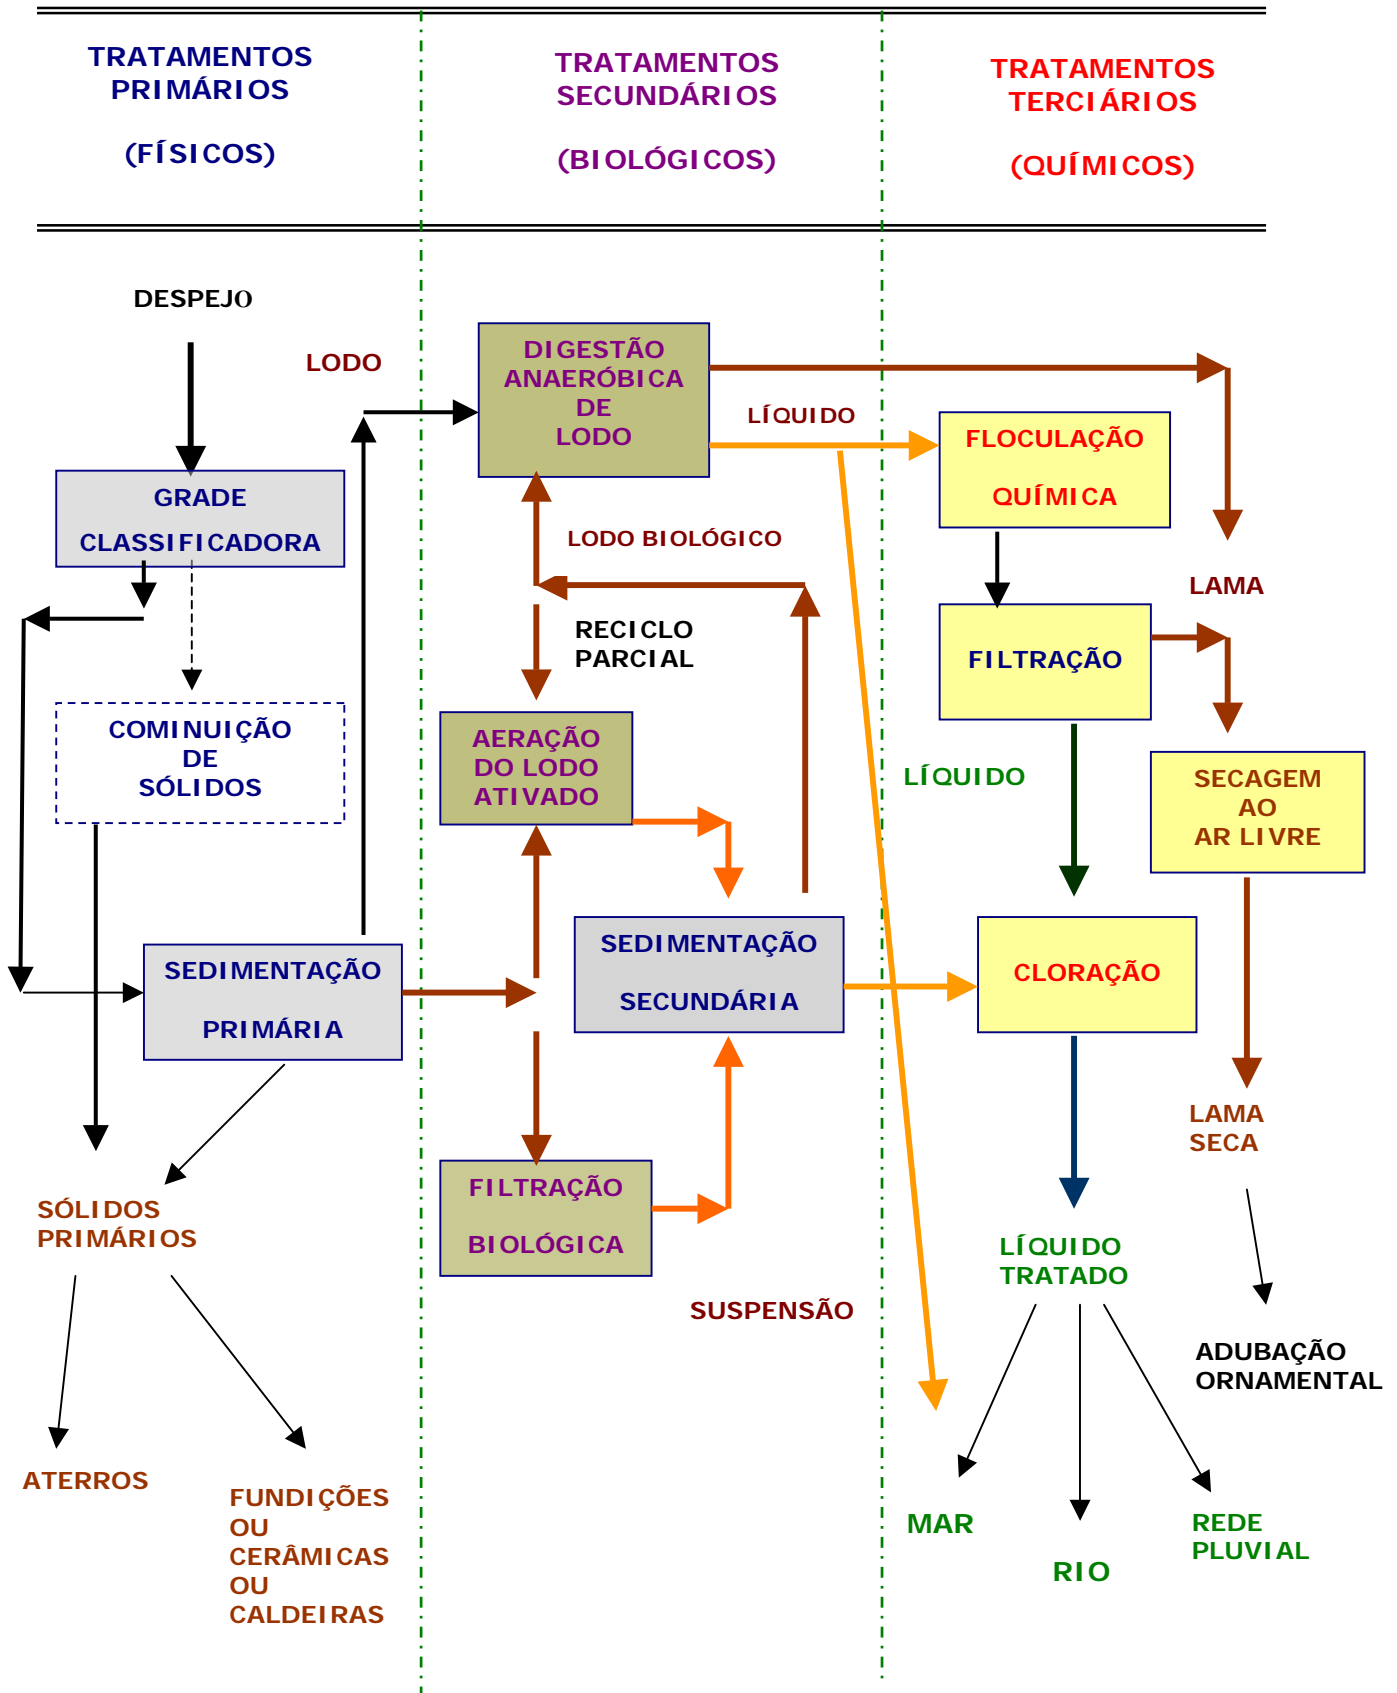 TRATAMENTOS
PRIMÁRIOS
(FÍSICOS)
TRATAMENTOS
SECUNDÁRIOS
(BIOLÓGICOS)
TRATAMENTOS
TERCIÁRIOS
(QUÍMICOS)
DESPEJO
LODO
GRADE
CLASSIFICADORA
COMINUIÇÃO
DE
SÓLIDOS
SEDIMENTAÇÃO
PRIMÁRIA
SÓLIDOS
PRIMÁRIOS
ATERROS
FUNDIÇÕES
OU
CERÂMICAS
OU
CALDEIRAS
DIGESTÃO
ANAERÓBICA
DE
LODO
LÍQUIDO
LODO BIOLÓGICO
RECICLO
PARCIAL
AERAÇÃO
DO LODO
ATIVADO
SEDIMENTAÇÃO
SECUNDÁRIA
FILTRAÇÃO
BIOLÓGICA
SUSPENSÃO
FLOCULAÇÃO
QUÍMICA
LAMA
FILTRAÇÃO
LÍQUIDO
SECAGEM
AO
AR LIVRE
CLORAÇÃO
LAMA
SECA
LÍQUIDO
TRATADO
ADUBAÇÃO
ORNAMENTAL
MAR
RIO
REDE
PLUVIAL